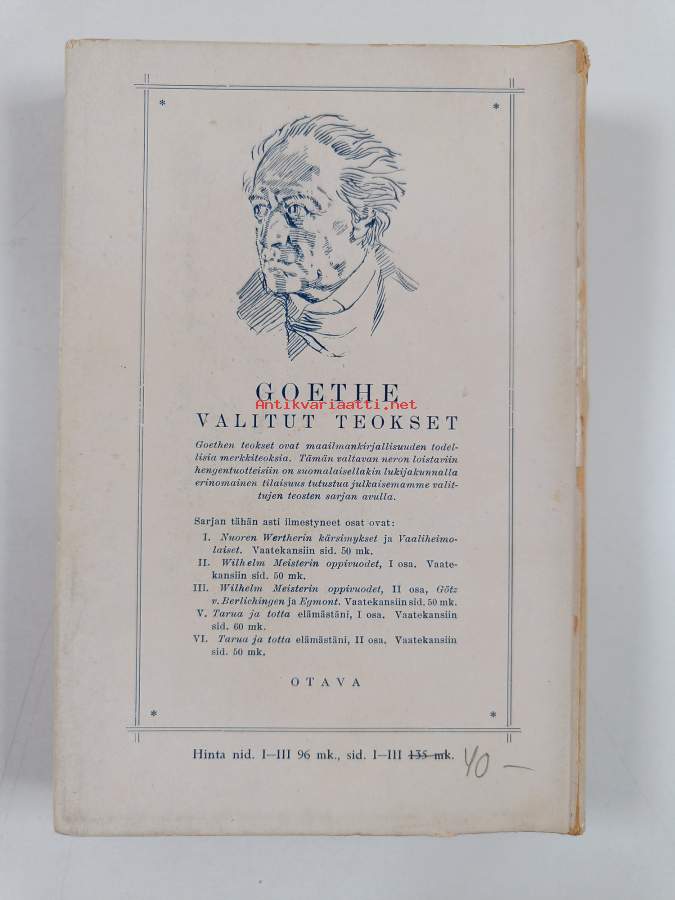 GOETHE
Antikvariaatti.net
VALITUT TEOKSET
Goethen teokset ovat maailmankirjallisuuden todel-
lisia merkkiteoksia. Tämän valtavan neron loistaviin
hengentuotteisiin on suomalaisellakin lukijakunnalla
erinomainen tilaisuus tutustua julkaisemamme valit-
tujen teosten sarjan avulla.
Sarjan tähän asti ilmestyneet osat ovat:
I. Nuoren Wertherin kärsimykset ja Vaaliheimo-
laiset. Vaatekansiin sid. 50 mk.
II. Wilhelm Meisterin oppivuodet, I osa. Vaate-
kansiin sid. 50 mk.
III. Wilhelm Meisterin oppivuodet, II osa, Götz
v. Berlichingen ja Egmont. Vaatekansiin sid. 50 mk.
V. Tarua ja totta elämästäni, I osa. Vaatekansiin
sid. 60 mk.
VI. Tarua ja totta elämästäni, II osa. Vaatekansiin
sid. 50 mk.
OTAVA
Hinta nid. I—III 96 mk., sid. I—III 135 mk. 40 —